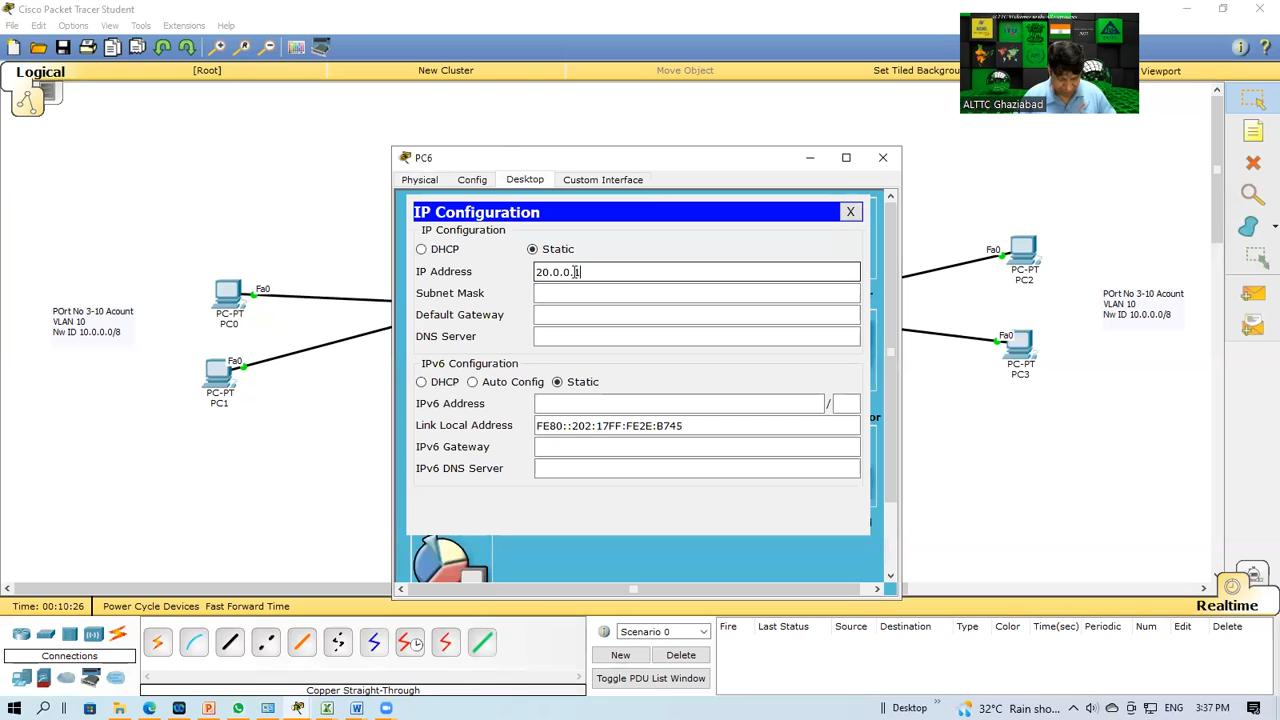 Cisco Packet Tracer Student
File Edit Options View Tools Extensions Help
Logical
[Root]
New Cluster
Move Object
Set Tiled Backgrou
Viewport
ALTTC Ghaziabad
PC6
Physical Config Desktop Custom Interface
IP Configuration X
IP Configuration
DHCP Static
IP Address 20.0.0.1
Subnet Mask
Default Gateway
DNS Server
IPv6 Configuration
DHCP Auto Config Static
IPv6 Address /
Link Local Address FE80::202:17FF:FE2E:B745
IPv6 Gateway
IPv6 DNS Server
Fa0
PC-PT
PC0
Fa0
PC-PT
PC1
POrt No 3-10 Acount
VLAN 10
Nw ID 10.0.0.0/8
Fa0
PC-PT
PC2
Fa0
PC-PT
PC3
POrt No 3-10 Acount
VLAN 10
Nw ID 10.0.0.0/8
or
Time: 00:10:26 Power Cycle Devices Fast Forward Time
Realtime
Connections
Copper Straight-Through
Scenario 0
New Delete
Toggle PDU List Window
Fire Last Status Source Destination Type Color Time(sec) Periodic Num Edit Delete
Desktop
32°C Rain sho...
ENG 3:37 PM